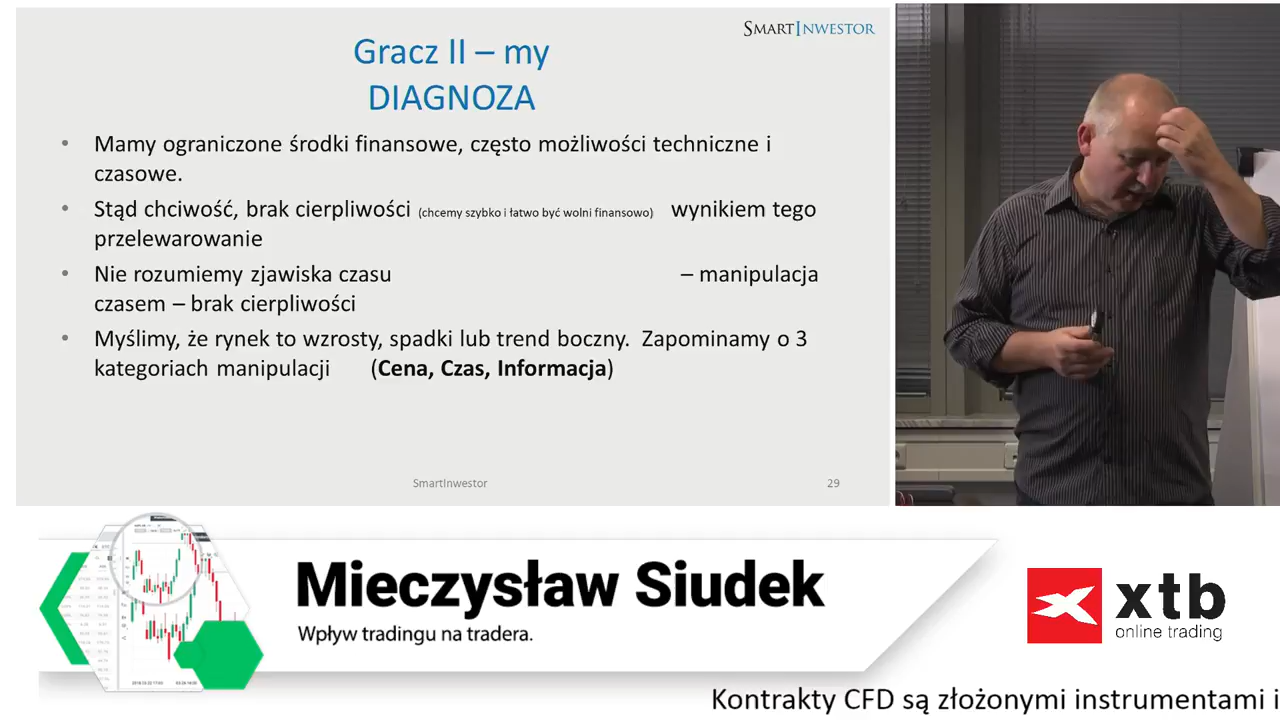 SMARTINWESTOR
Gracz II – my
DIAGNOZA
• Mamy ograniczone środki finansowe, często możliwości techniczne i
czasowe.
• Stąd chciwość, brak cierpliwości (chcemy szybko i łatwo być wolni finansowo) wynikiem tego
przelewarowanie
• Nie rozumiemy zjawiska czasu – manipulacja
czasem – brak cierpliwości
• Myślimy, że rynek to wzrosty, spadki lub trend boczny. Zapominamy o 3
kategoriach manipulacji (Cena, Czas, Informacja)
SmartInwestor
29
Mieczysław Siudek
Wpływ tradingu na tradera.
xtb
online trading
Kontrakty CFD są złożonymi instrumentami i